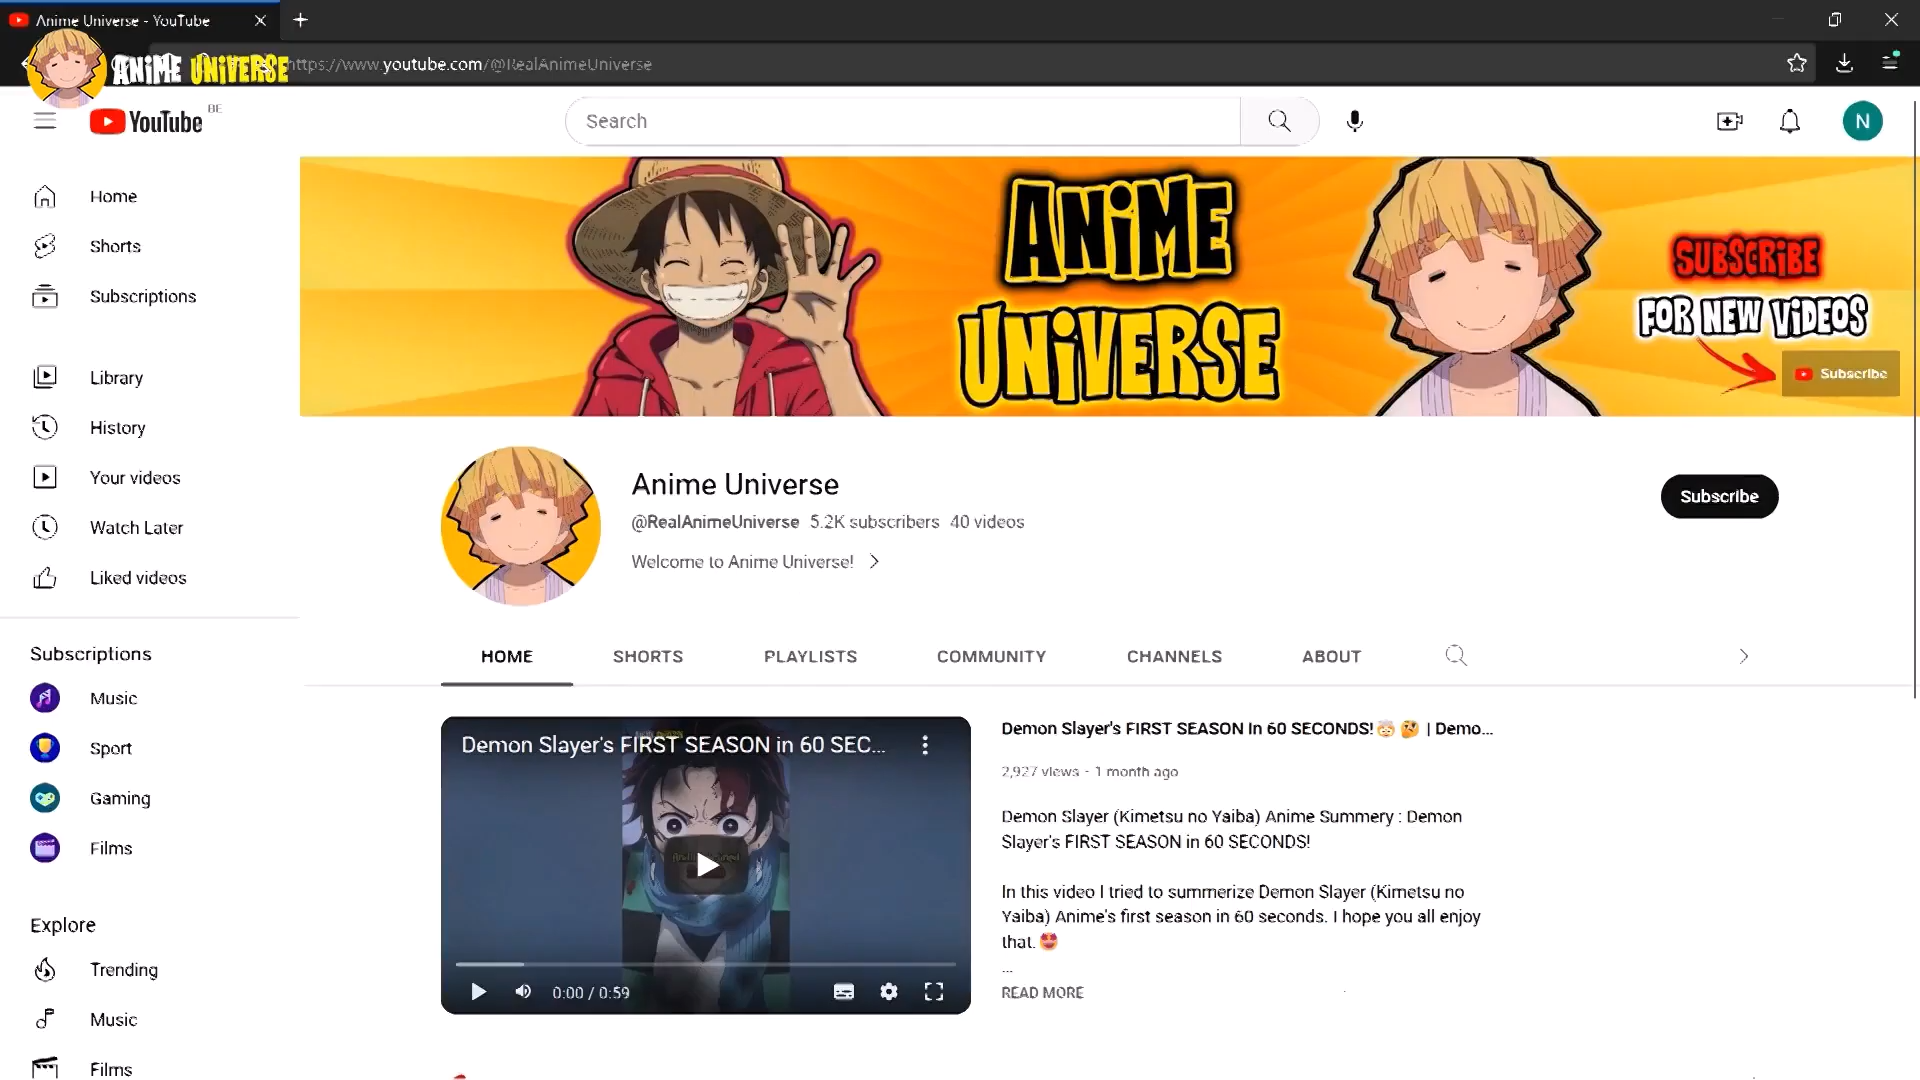 Anime Universe - YouTube
ANiME UNiVERSE
https://www.youtube.com/@RealAnimeUniverse
YouTube BE
Search
N
Home
Shorts
Subscriptions
Library
History
Your videos
Watch Later
Liked videos
Subscriptions
Music
Sport
Gaming
Films
Explore
Trending
Music
Films
ANiME
UNiVERSE
SUBSCRiBE
FOR NEW ViDEOS
Subscribe
Anime Universe
@RealAnimeUniverse 5.2K subscribers 40 videos
Welcome to Anime Universe!
Subscribe
HOME SHORTS PLAYLISTS COMMUNITY CHANNELS ABOUT
Demon Slayer's FIRST SEASON in 60 SEC...
0:00 / 0:59
Demon Slayer's FIRST SEASON In 60 SECONDS!🤯 🤔 | Demo...
2,927 views - 1 month ago
Demon Slayer (Kimetsu no Yaiba) Anime Summery : Demon
Slayer's FIRST SEASON in 60 SECONDS!
In this video I tried to summerize Demon Slayer (Kimetsu no
Yaiba) Anime's first season in 60 seconds. I hope you all enjoy
that.🤩
...
READ MORE